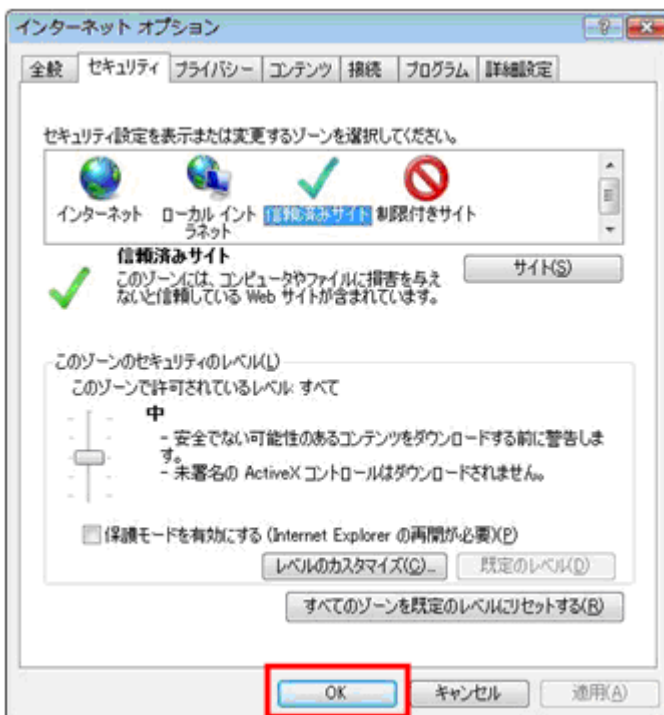 インターネット オプション
全般 セキュリティ プライバシー コンテンツ 接続 プログラム 詳細設定
セキュリティ設定を表示または変更するゾーンを選択してください。
インターネット ローカル イントラネット 信頼済みサイト 制限付きサイト
信頼済みサイト
このゾーンには、コンピュータやファイルに損害を与え
ないと信頼している Web サイトが含まれています。
サイト(S)
このゾーンのセキュリティのレベル(L)
このゾーンで許可されているレベル: すべて
中
- 安全でない可能性のあるコンテンツをダウンロードする前に警告しま
す。
- 未署名の ActiveX コントロールはダウンロードされません。
保護モードを有効にする (Internet Explorer の再開が必要)(P)
レベルのカスタマイズ(C)... 既定のレベル(D)
すべてのゾーンを既定のレベルにリセットする(R)
OK キャンセル 適用(A)